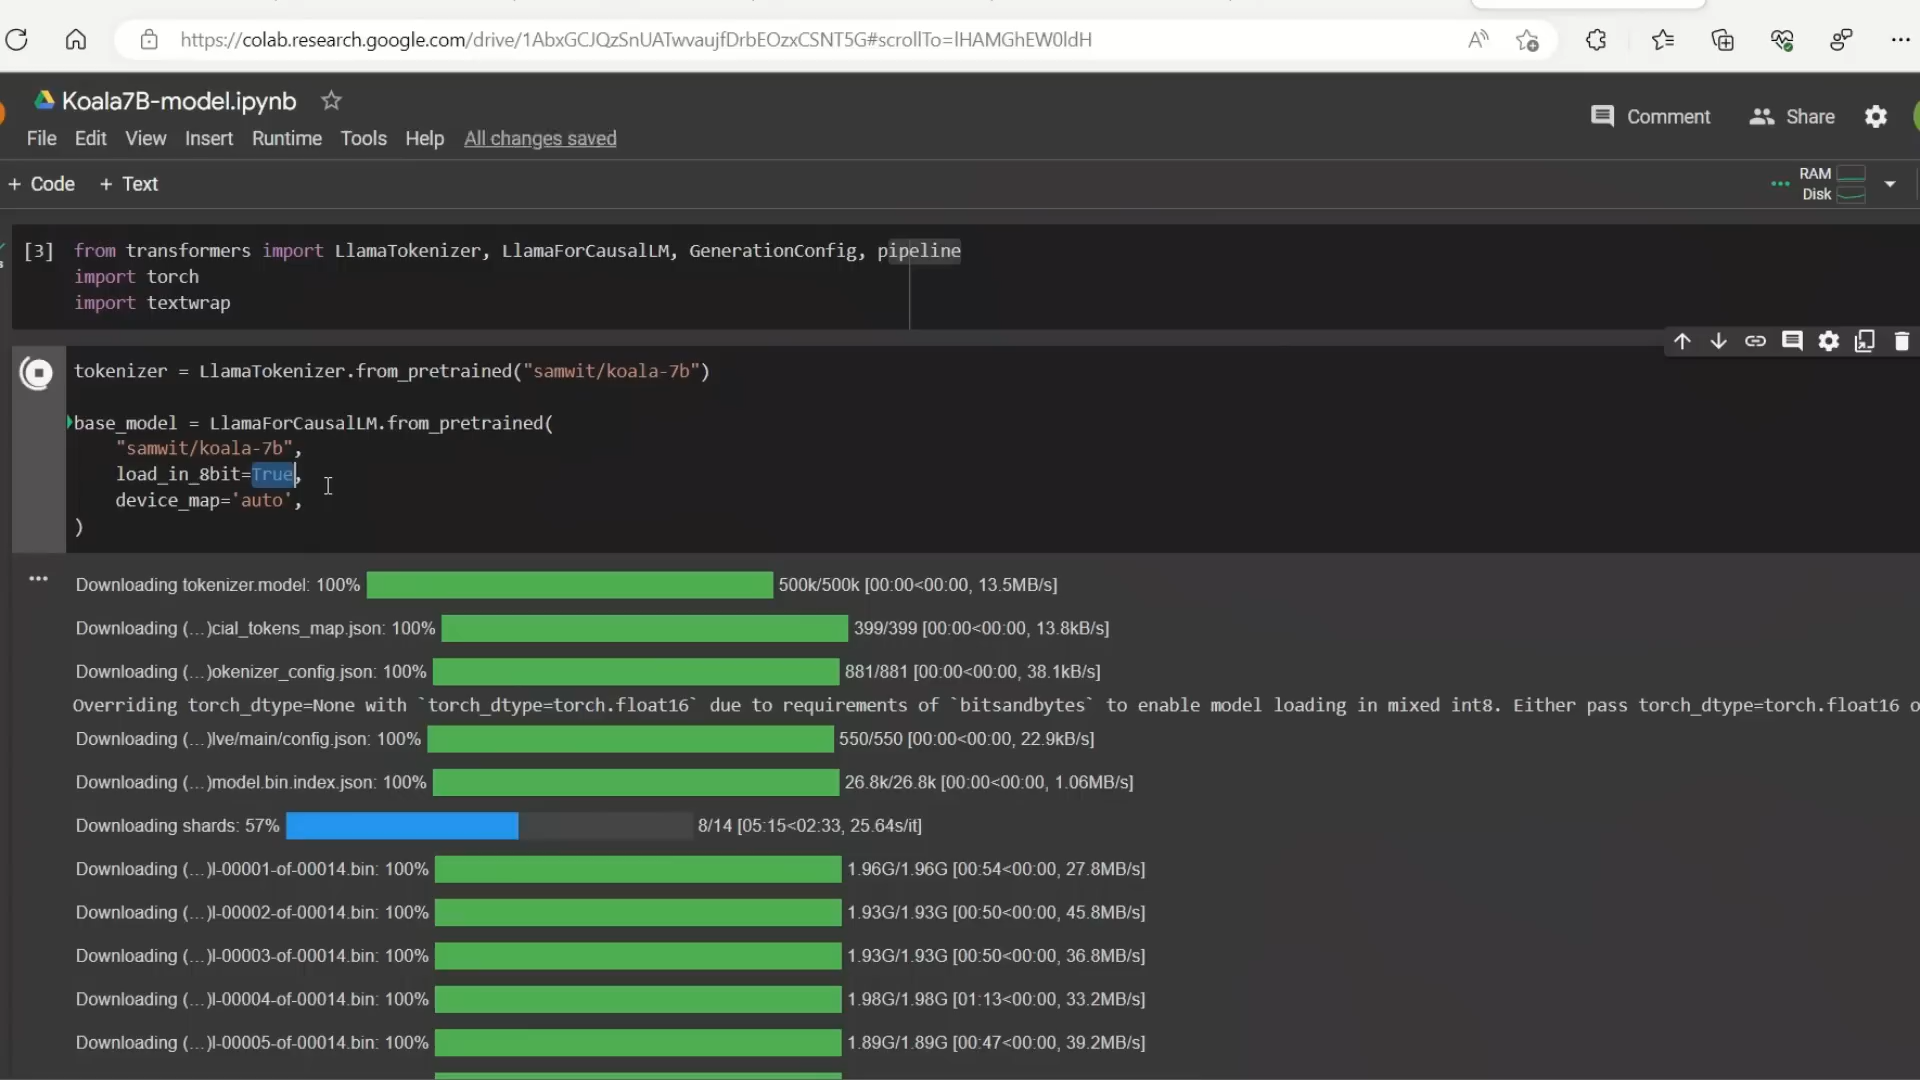 https://colab.research.google.com/drive/1AbxGCJQzSnUATwvaujfDrbEOzxCSNT5G#scrollTo=lHAMGhEW0ldH
Koala7B-model.ipynb
Comment
Share
File Edit View Insert Runtime Tools Help All changes saved
+ Code + Text
RAM
Disk
[3] from transformers import LlamaTokenizer, LlamaForCausalLM, GenerationConfig, pipeline
import torch
import textwrap
tokenizer = LlamaTokenizer.from_pretrained("samwit/koala-7b")
base_model = LlamaForCausalLM.from_pretrained(
"samwit/koala-7b",
load_in_8bit=True,
device_map='auto',
)
Downloading tokenizer.model: 100% 500k/500k [00:00<00:00, 13.5MB/s]
Downloading (…)cial_tokens_map.json: 100% 399/399 [00:00<00:00, 13.8kB/s]
Downloading (…)okenizer_config.json: 100% 881/881 [00:00<00:00, 38.1kB/s]
Overriding torch_dtype=None with `torch_dtype=torch.float16` due to requirements of `bitsandbytes` to enable model loading in mixed int8. Either pass torch_dtype=torch.float16 o
Downloading (…)lve/main/config.json: 100% 550/550 [00:00<00:00, 22.9kB/s]
Downloading (…)model.bin.index.json: 100% 26.8k/26.8k [00:00<00:00, 1.06MB/s]
Downloading shards: 57% 8/14 [05:15<02:33, 25.64s/it]
Downloading (…)l-00001-of-00014.bin: 100% 1.96G/1.96G [00:54<00:00, 27.8MB/s]
Downloading (…)l-00002-of-00014.bin: 100% 1.93G/1.93G [00:50<00:00, 45.8MB/s]
Downloading (…)l-00003-of-00014.bin: 100% 1.93G/1.93G [00:50<00:00, 36.8MB/s]
Downloading (…)l-00004-of-00014.bin: 100% 1.98G/1.98G [01:13<00:00, 33.2MB/s]
Downloading (…)l-00005-of-00014.bin: 100% 1.89G/1.89G [00:47<00:00, 39.2MB/s]